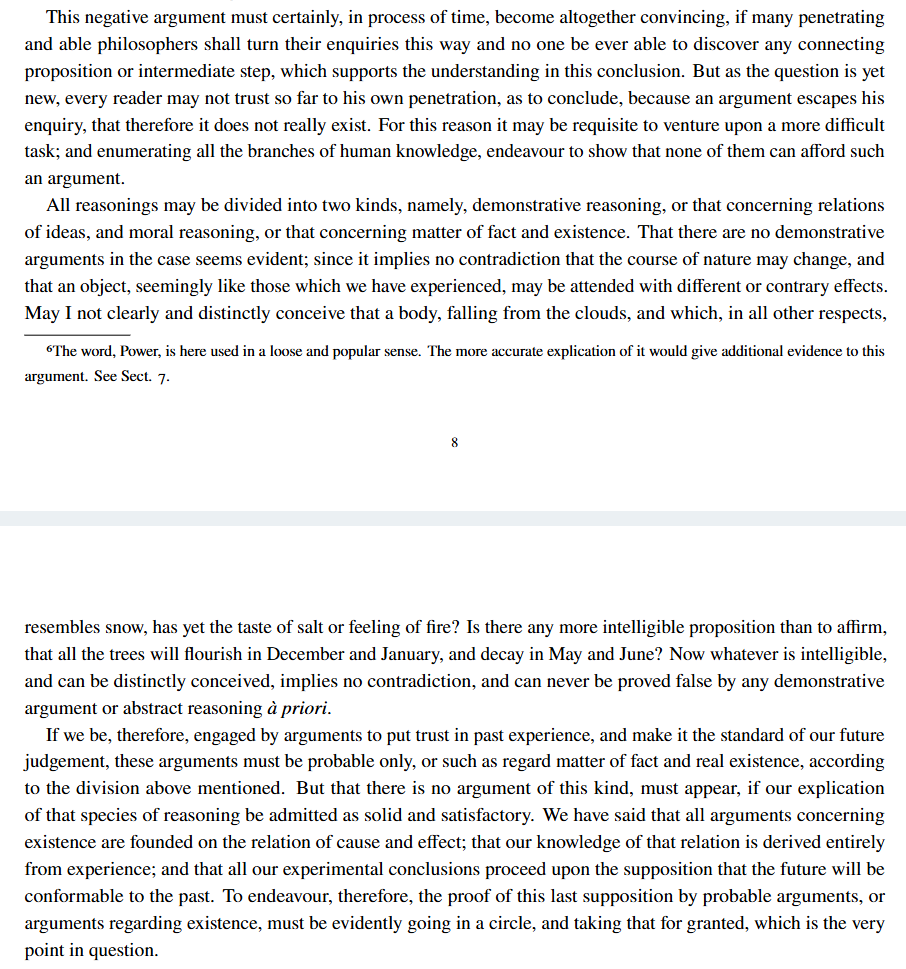 This negative argument must certainly, in process of time, become altogether convincing, if many penetrating
and able philosophers shall turn their enquiries this way and no one be ever able to discover any connecting
proposition or intermediate step, which supports the understanding in this conclusion. But as the question is yet
new, every reader may not trust so far to his own penetration, as to conclude, because an argument escapes his
enquiry, that therefore it does not really exist. For this reason it may be requisite to venture upon a more difficult
task; and enumerating all the branches of human knowledge, endeavour to show that none of them can afford such
an argument.
All reasonings may be divided into two kinds, namely, demonstrative reasoning, or that concerning relations
of ideas, and moral reasoning, or that concerning matter of fact and existence. That there are no demonstrative
arguments in the case seems evident; since it implies no contradiction that the course of nature may change, and
that an object, seemingly like those which we have experienced, may be attended with different or contrary effects.
May I not clearly and distinctly conceive that a body, falling from the clouds, and which, in all other respects,
⁶The word, Power, is here used in a loose and popular sense. The more accurate explication of it would give additional evidence to this
argument. See Sect. 7.
8
resembles snow, has yet the taste of salt or feeling of fire? Is there any more intelligible proposition than to affirm,
that all the trees will flourish in December and January, and decay in May and June? Now whatever is intelligible,
and can be distinctly conceived, implies no contradiction, and can never be proved false by any demonstrative
argument or abstract reasoning à priori.
If we be, therefore, engaged by arguments to put trust in past experience, and make it the standard of our future
judgement, these arguments must be probable only, or such as regard matter of fact and real existence, according
to the division above mentioned. But that there is no argument of this kind, must appear, if our explication
of that species of reasoning be admitted as solid and satisfactory. We have said that all arguments concerning
existence are founded on the relation of cause and effect; that our knowledge of that relation is derived entirely
from experience; and that all our experimental conclusions proceed upon the supposition that the future will be
conformable to the past. To endeavour, therefore, the proof of this last supposition by probable arguments, or
arguments regarding existence, must be evidently going in a circle, and taking that for granted, which is the very
point in question.